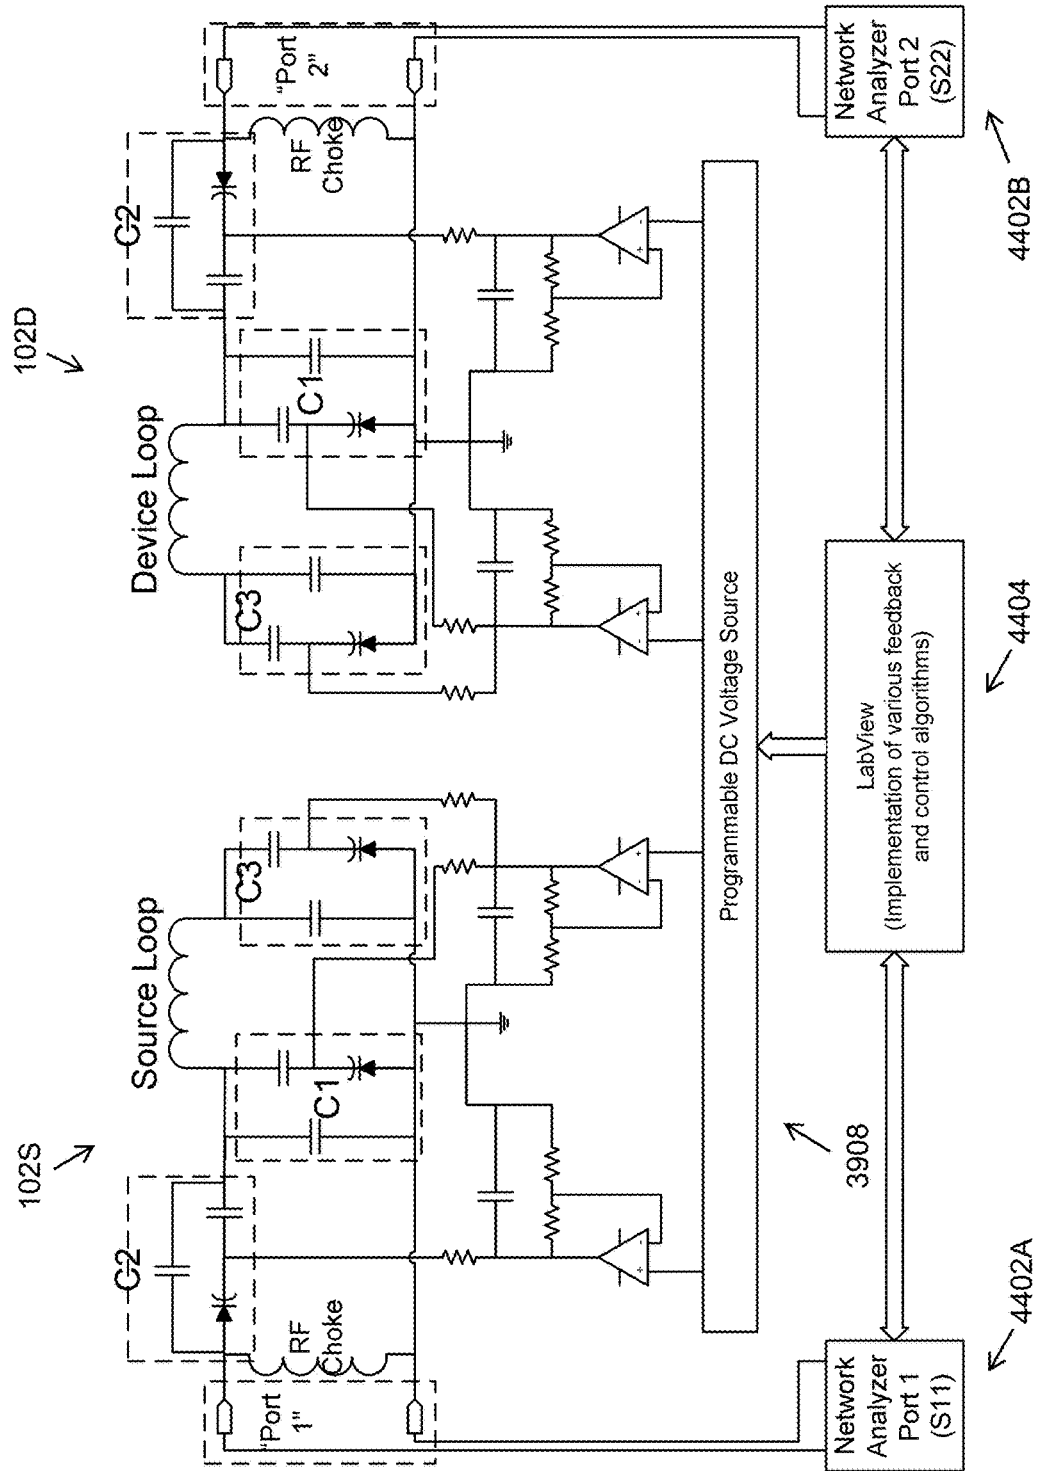 102S
102D
Source Loop
Device Loop
C2
C1
C3
C3
C1
C2
"Port
1"
RF
Choke
RF
Choke
"Port
2"
-
+
-
+
-
+
-
+
Programmable DC Voltage Source
3908
Network
Analyzer
Port 1
(S11)
LabView
(Implementation of various feedback
and control algorithms)
Network
Analyzer
Port 2
(S22)
4402A
4404
4402B